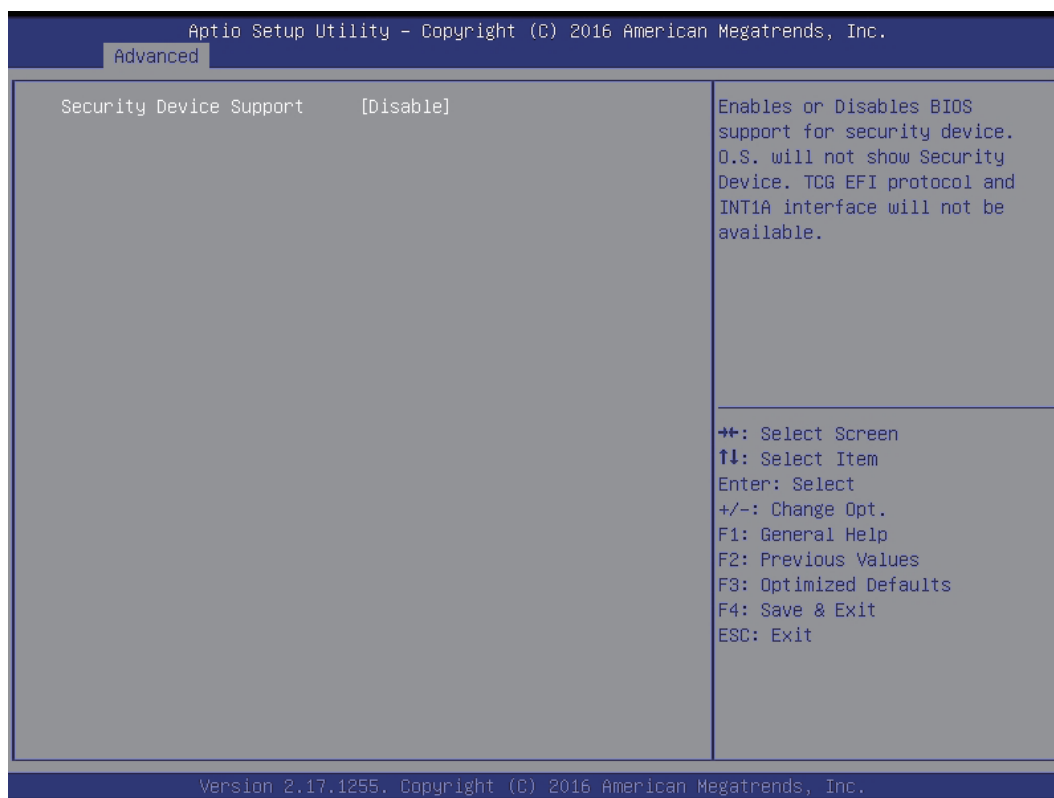 Aptio Setup Utility – Copyright (C) 2016 American Megatrends, Inc.
Advanced
Security Device Support [Disable]
Enables or Disables BIOS
support for security device.
O.S. will not show Security
Device. TCG EFI protocol and
INT1A interface will not be
available.
→←: Select Screen
↑↓: Select Item
Enter: Select
+/-: Change Opt.
F1: General Help
F2: Previous Values
F3: Optimized Defaults
F4: Save & Exit
ESC: Exit
Version 2.17.1255. Copyright (C) 2016 American Megatrends, Inc.